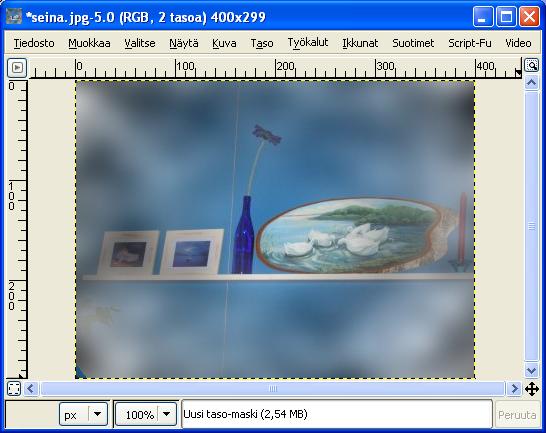 *seina.jpg-5.0 (RGB, 2 tasoa) 400x299
Tiedosto Muokkaa Valitse Näytä Kuva Taso Työkalut Ikkunat Suotimet Script-Fu Video
0 100, 200, 300, 400,
0
100
200
px 100% Uusi taso-maski (2,54 MB) Peruuta